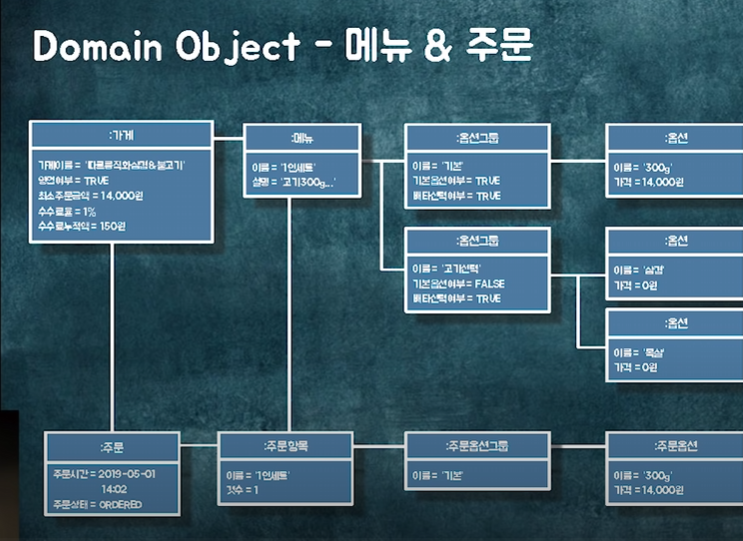 Domain Object - 메뉴 & 주문
:가게
가게이름 = '따르릉직화삼겹&불고기'
영업여부 = TRUE
최소주문금액 = 14,000원
수수료율 = 1%
수수료누적액 = 150원
:메뉴
이름 = '1인세트'
설명 = '고기300g...'
:옵션그룹
이름 = '기본'
기본옵션여부 = TRUE
배타선택여부 = TRUE
:옵션
이름 = '300g'
가격 =14,000원
:옵션그룹
이름 = '고기선택'
기본옵션여부 = FALSE
배타선택여부 = TRUE
:옵션
이름 = '삼겹'
가격 = 0원
:옵션
이름 = '목살'
가격 = 0원
:주문
주문시간 = 2019-05-01
14:02
주문상태 = ORDERED
:주문항목
이름 = '1인세트'
갯수 = 1
:주문옵션그룹
이름 = '기본'
:주문옵션
이름 = '300g'
가격 =14,000원